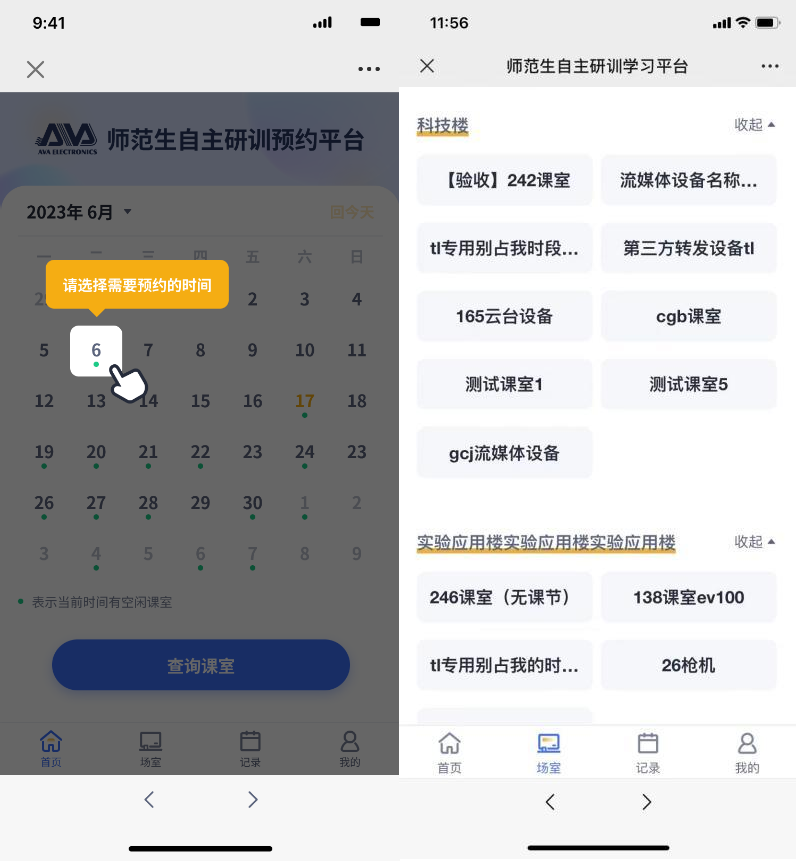 9:41
AVA
AVA ELECTRONICS
师范生自主研训预约平台
2023年 6月
回今天
一 二 三 四 五 六 日
请选择需要预约的时间
2 3 4
5 6 7 8 9 10 11
12 13 14 15 16 17 18
19 20 21 22 23 24 23
26 27 28 29 30 1 2
3 4 5 6 7 8 9
表示当前时间有空闲课室
查询课室
首页 场室 记录 我的
11:56
师范生自主研训学习平台
科技楼 收起
【验收】242课室 流媒体设备名称...
tl专用别占我时段... 第三方转发设备tl
165云台设备 cgb课室
测试课室1 测试课室5
gcj流媒体设备
实验应用楼实验应用楼实验应用楼 收起
246课室（无课节） 138课室ev100
tl专用别占我的时... 26枪机
首页 场室 记录 我的